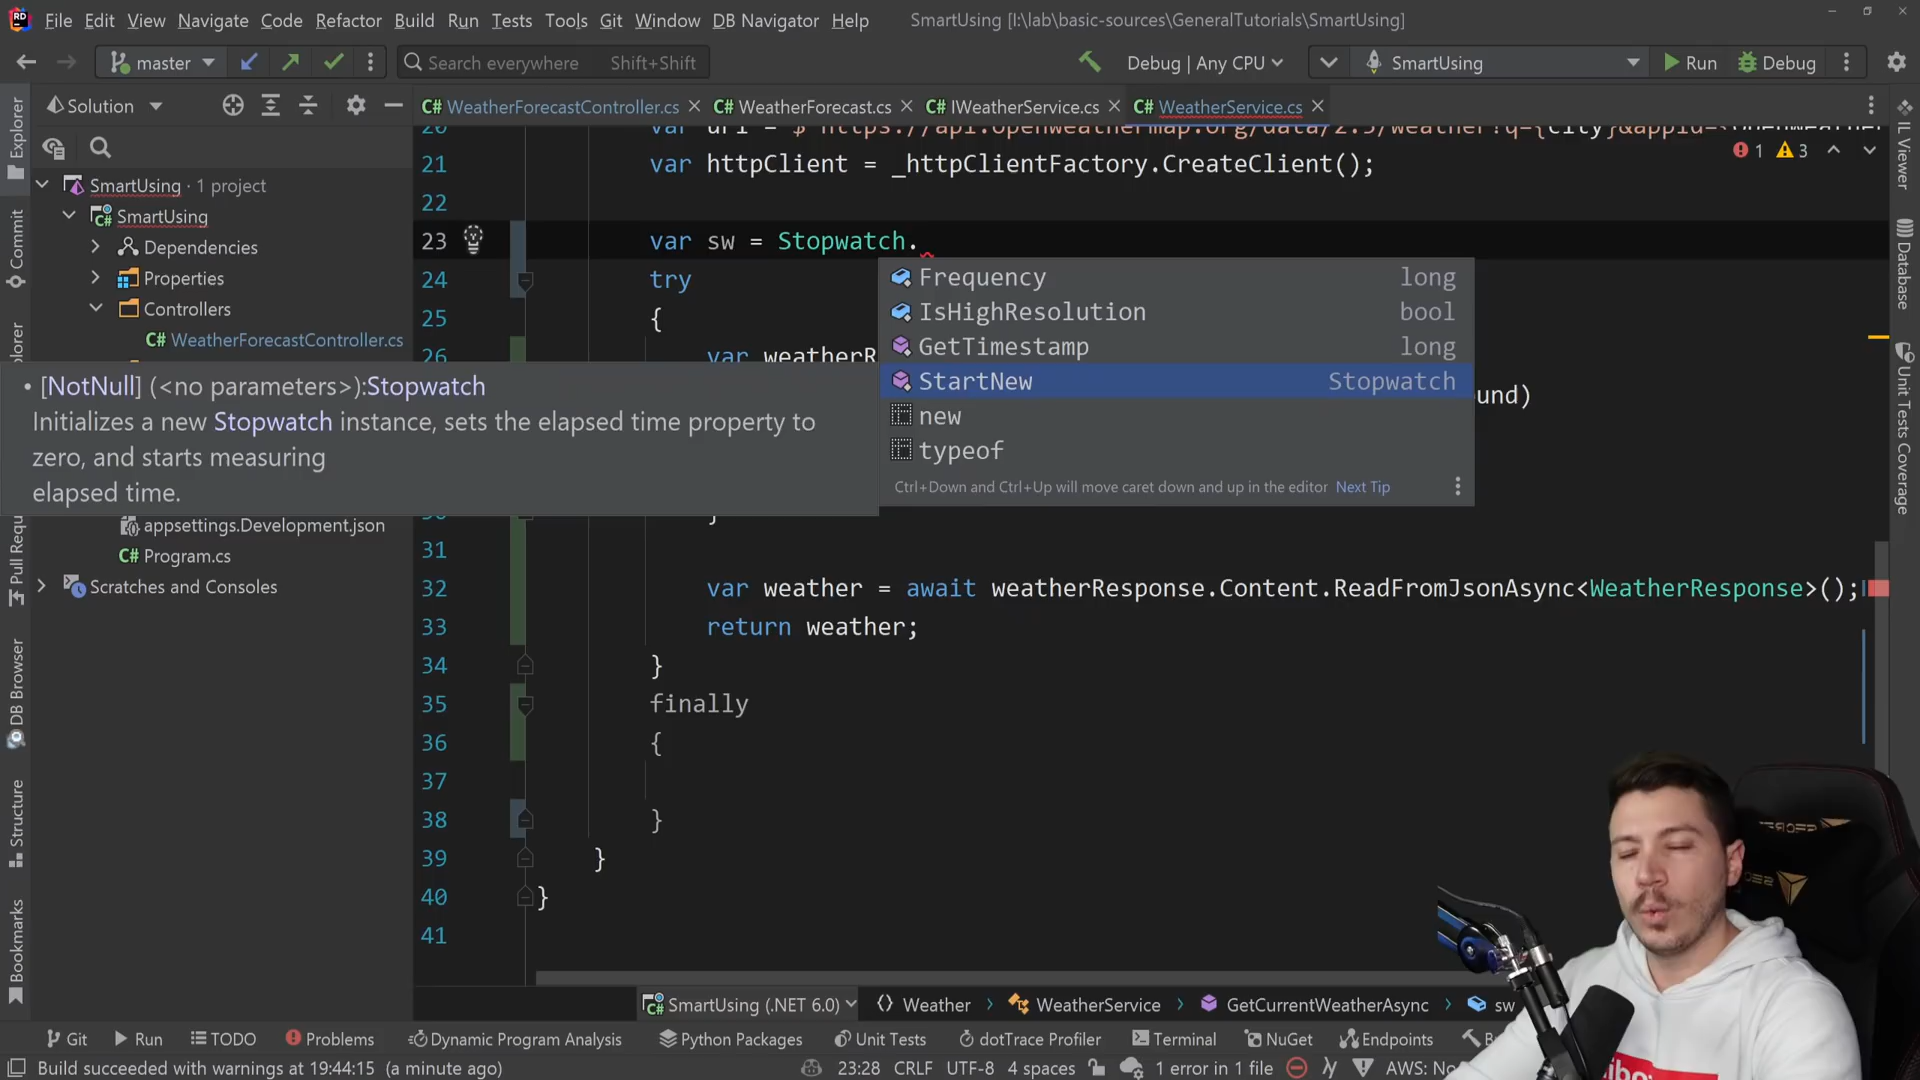 File Edit View Navigate Code Refactor Build Run Tests Tools Git Window DB Navigator Help SmartUsing [I:\lab\basic-sources\GeneralTutorials\SmartUsing]
master Search everywhere Shift+Shift Debug | Any CPU SmartUsing Run Debug
Solution
C# WeatherForecastController.cs C# WeatherForecast.cs C# IWeatherService.cs C# WeatherService.cs
SmartUsing · 1 project
SmartUsing
Dependencies
Properties
Controllers
C# WeatherForecastController.cs
appsettings.Development.json
C# Program.cs
Scratches and Consoles
Explorer
Commit
Pull Requ
DB Browser
Structure
Bookmarks
1 3
21 var httpClient = _httpClientFactory.CreateClient();
22
23 var sw = Stopwatch.
24 try
25 {
26 var weatherR
und)
31
32 var weather = await weatherResponse.Content.ReadFromJsonAsync<WeatherResponse>();
33 return weather;
34 }
35 finally
36 {
37
38 }
39 }
40 }
41
Frequency long
IsHighResolution bool
GetTimestamp long
StartNew Stopwatch
new
typeof
Ctrl+Down and Ctrl+Up will move caret down and up in the editor Next Tip
• [NotNull] (<no parameters>):Stopwatch
Initializes a new Stopwatch instance, sets the elapsed time property to
zero, and starts measuring
elapsed time.
IL Viewer
Database
Unit Tests Coverage
SmartUsing (.NET 6.0) Weather WeatherService GetCurrentWeatherAsync sw
Git Run TODO Problems Dynamic Program Analysis Python Packages Unit Tests dotTrace Profiler Terminal NuGet Endpoints
Build succeeded with warnings at 19:44:15 (a minute ago) 23:28 CRLF UTF-8 4 spaces 1 error in 1 file AWS: No